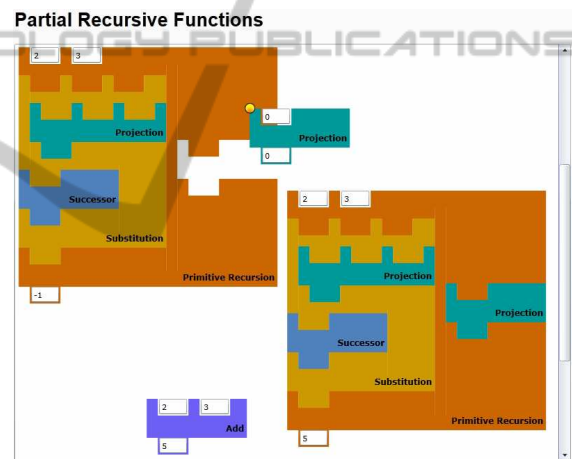 Partial Recursive Functions
OLOGY PUBLICATIONS
2 3
0
Projection
Projection
0
2 3
Successor
Substitution
Projection
Primitive Recursion
-1
Projection
Successor
Substitution
2 3
Primitive Recursion
Add
5
5